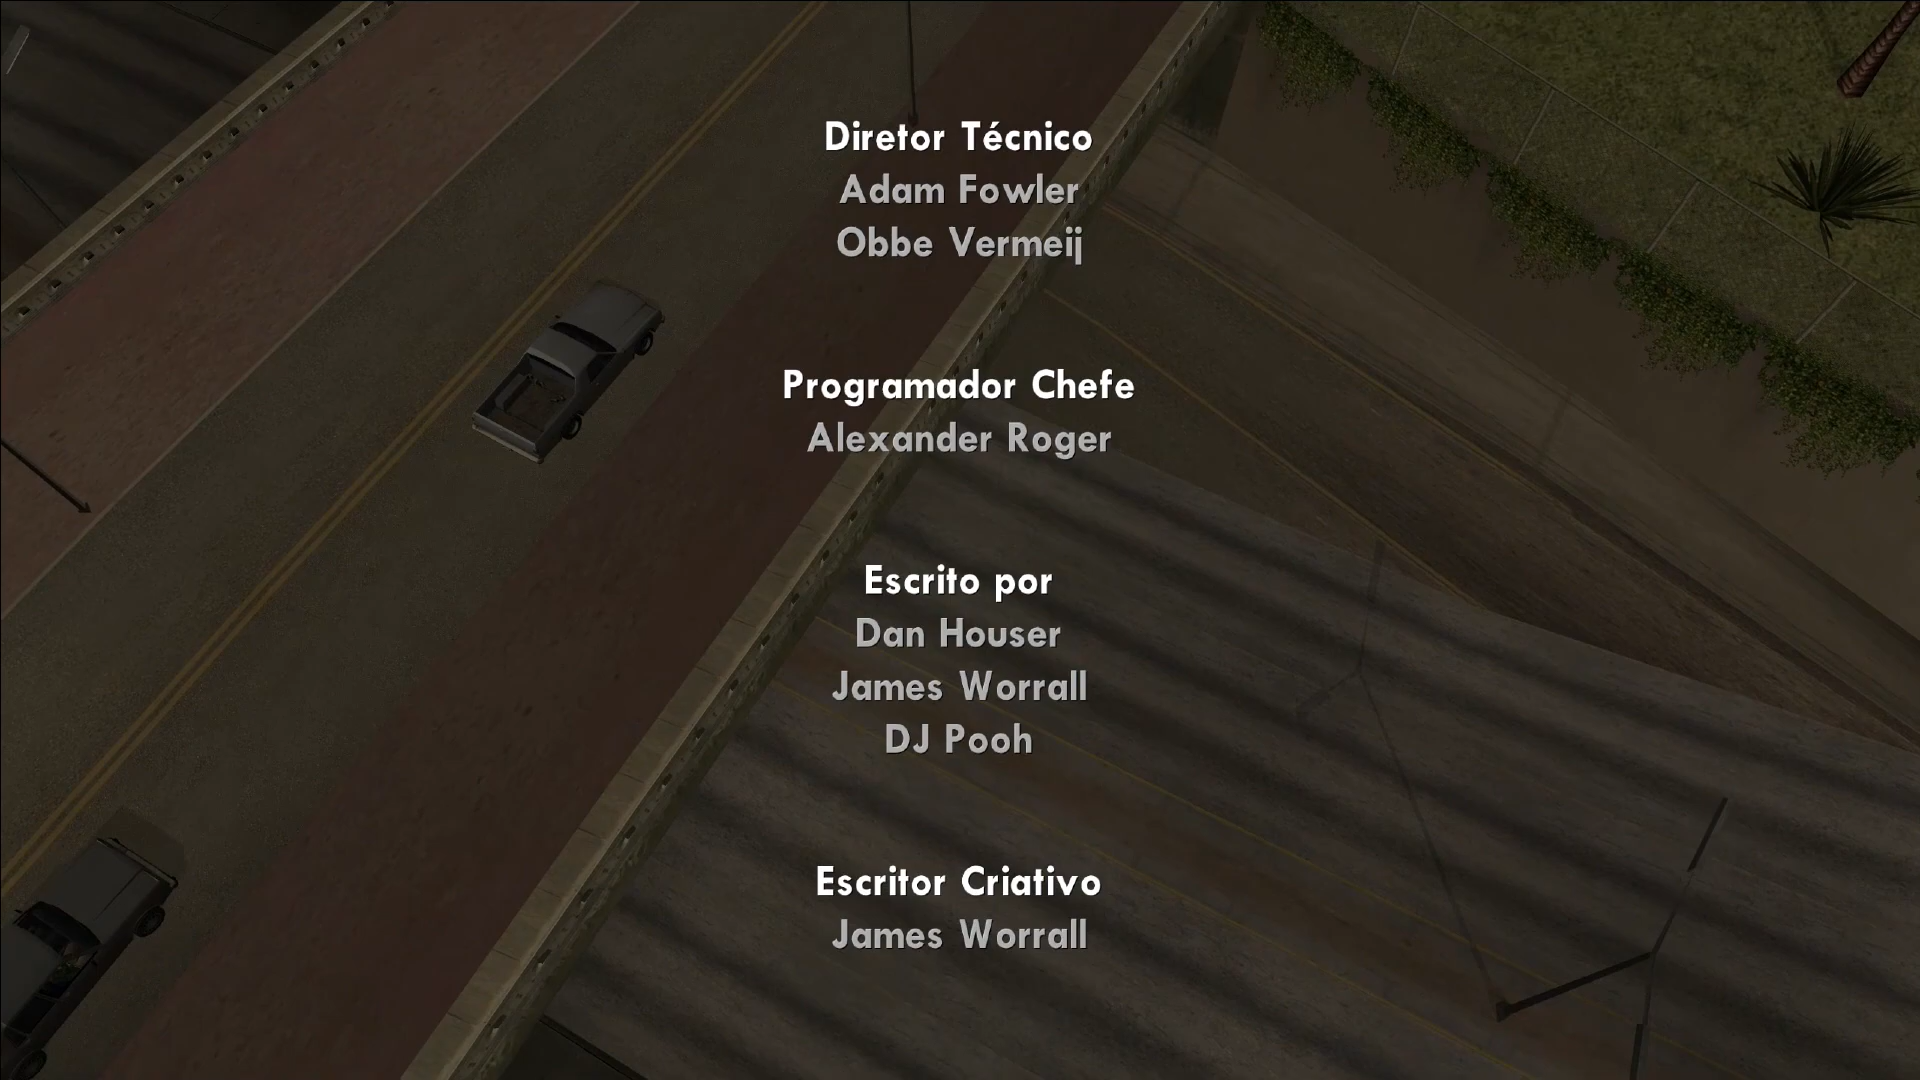 Diretor Técnico
Adam Fowler
Obbe Vermeij
Programador Chefe
Alexander Roger
Escrito por
Dan Houser
James Worrall
DJ Pooh
Escritor Criativo
James Worrall